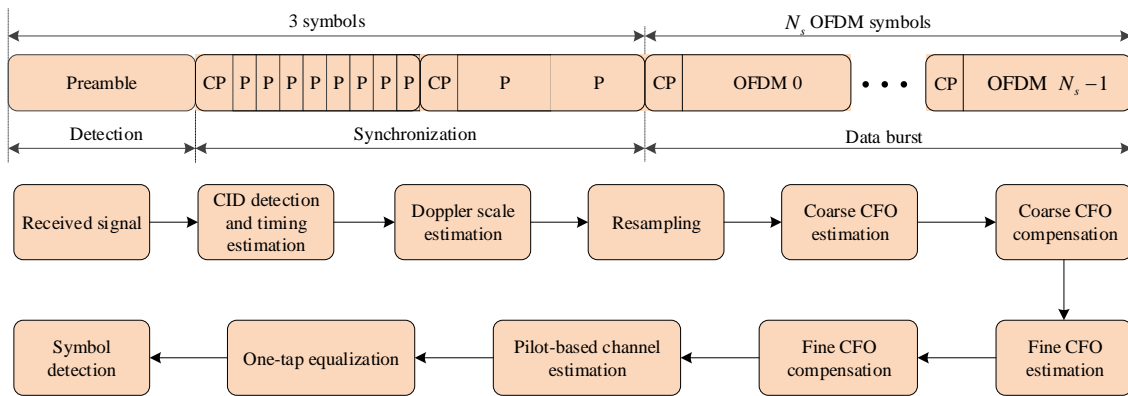 3 symbols
N_s OFDM symbols
Preamble
CP P P P P P P P P CP P P CP OFDM 0 • • • CP OFDM N_s − 1
Detection
Synchronization
Data burst
Received signal
CID detection
and timing
estimation
Doppler scale
estimation
Resampling
Coarse CFO
estimation
Coarse CFO
compensation
Symbol
detection
One-tap equalization
Pilot-based channel
estimation
Fine CFO
compensation
Fine CFO
estimation